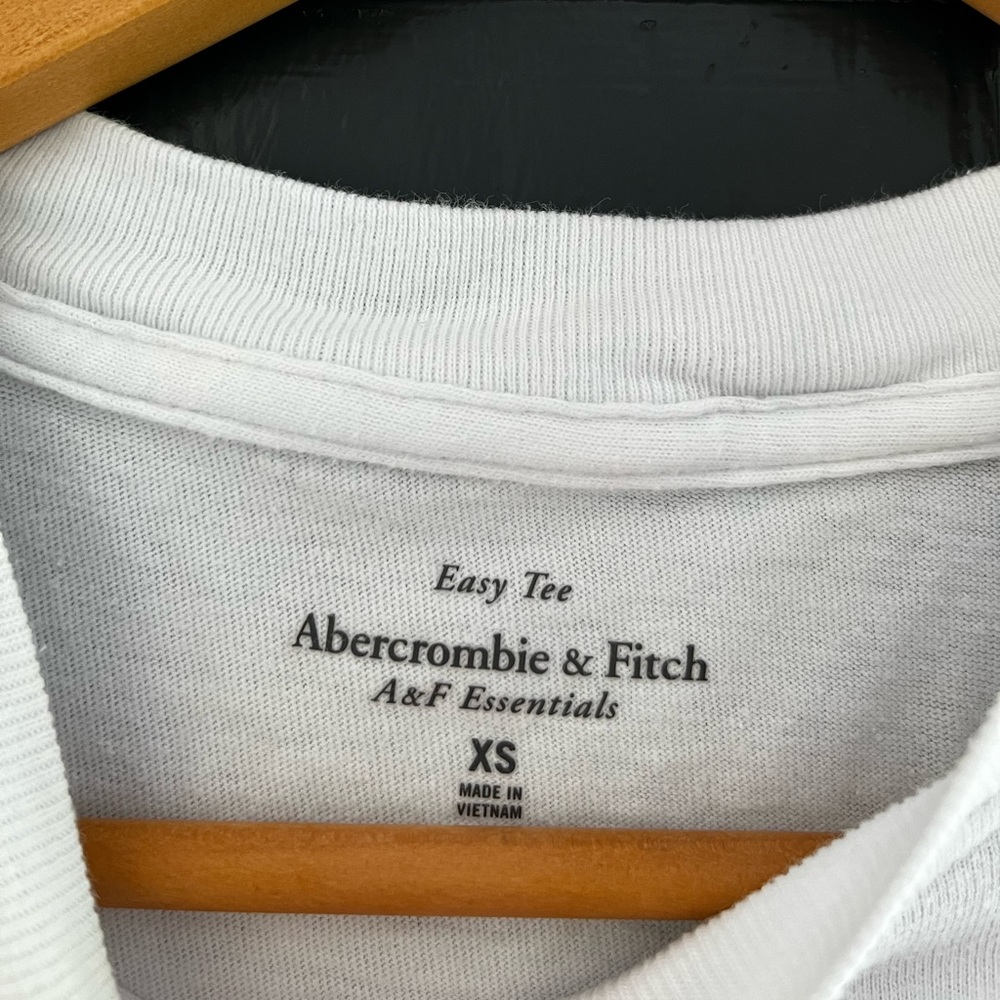 Easy Tee
Abercrombie & Fitch
A&F Essentials
XS
MADE IN
VIETNAM